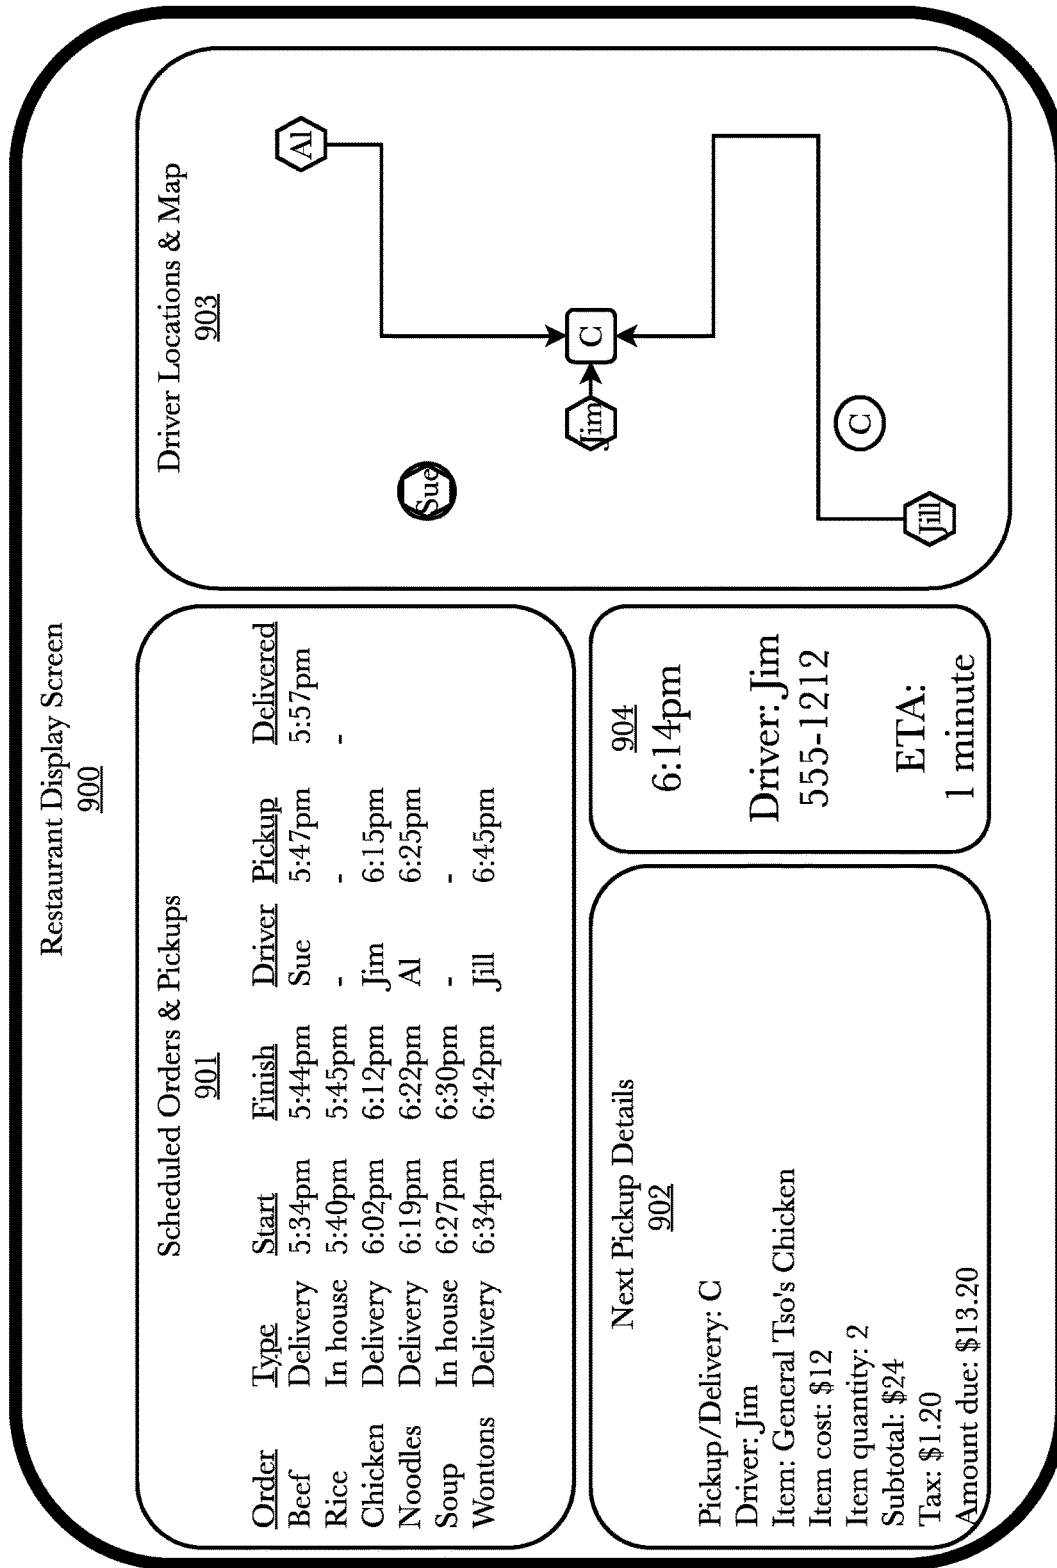 Restaurant Display Screen
900
Scheduled Orders & Pickups
901
Order Type Start Finish Driver Pickup Delivered
Beef Delivery 5:34pm 5:44pm Sue 5:47pm 5:57pm
Rice In house 5:40pm 5:45pm - - -
Chicken Delivery 6:02pm 6:12pm Jim 6:15pm
Noodles Delivery 6:19pm 6:22pm Al 6:25pm
Soup In house 6:27pm 6:30pm - -
Wontons Delivery 6:34pm 6:42pm Jill 6:45pm
Driver Locations & Map
903
Al
Sue
Jim
C
C
Jill
Next Pickup Details
902
Pickup/Delivery: C
Driver: Jim
Item: General Tso's Chicken
Item cost: $12
Item quantity: 2
Subtotal: $24
Tax: $1.20
Amount due: $13.20
904
6:14pm
Driver: Jim
555-1212
ETA:
1 minute